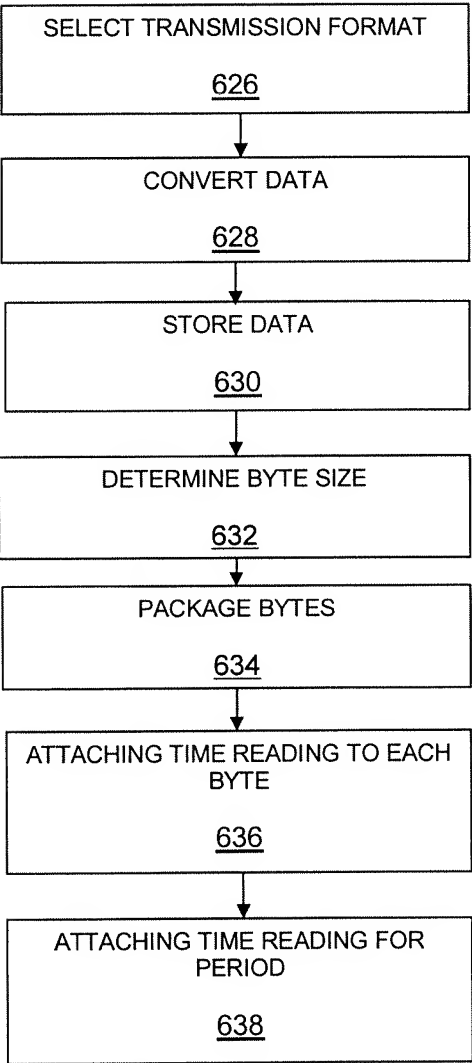 SELECT TRANSMISSION FORMAT
626
CONVERT DATA
628
STORE DATA
630
DETERMINE BYTE SIZE
632
PACKAGE BYTES
634
ATTACHING TIME READING TO EACH
BYTE
636
ATTACHING TIME READING FOR
PERIOD
638